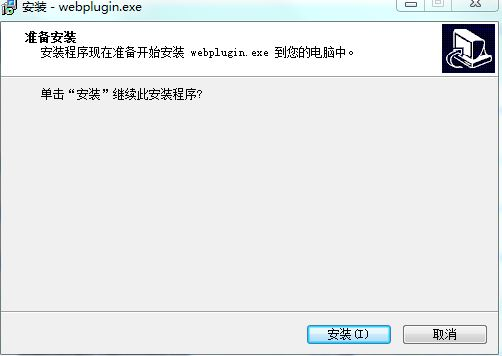 安装 - webplugin.exe
准备安装
安装程序现在准备开始安装 webplugin.exe 到您的电脑中。
单击“安装”继续此安装程序?
安装(I)
取消